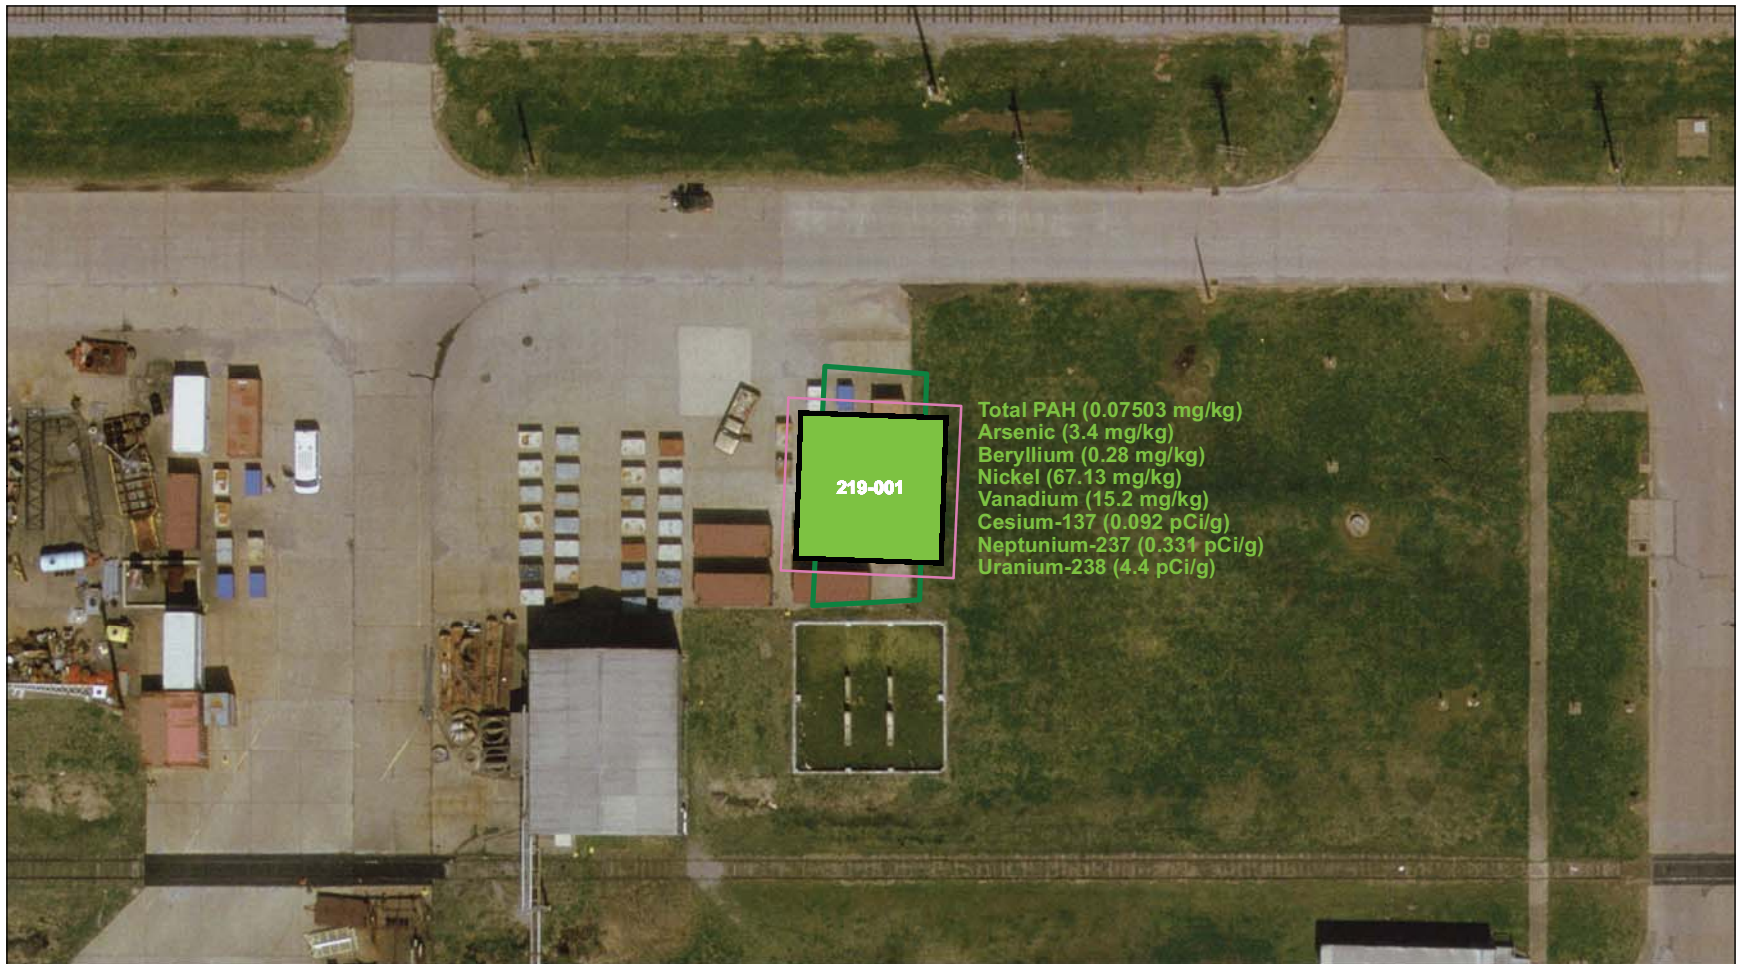 219-001
Total PAH (0.07503 mg/kg)
Arsenic (3.4 mg/kg)
Beryllium (0.28 mg/kg)
Nickel (67.13 mg/kg)
Vanadium (15.2 mg/kg)
Cesium-137 (0.092 pCi/g)
Neptunium-237 (0.331 pCi/g)
Uranium-238 (4.4 pCi/g)